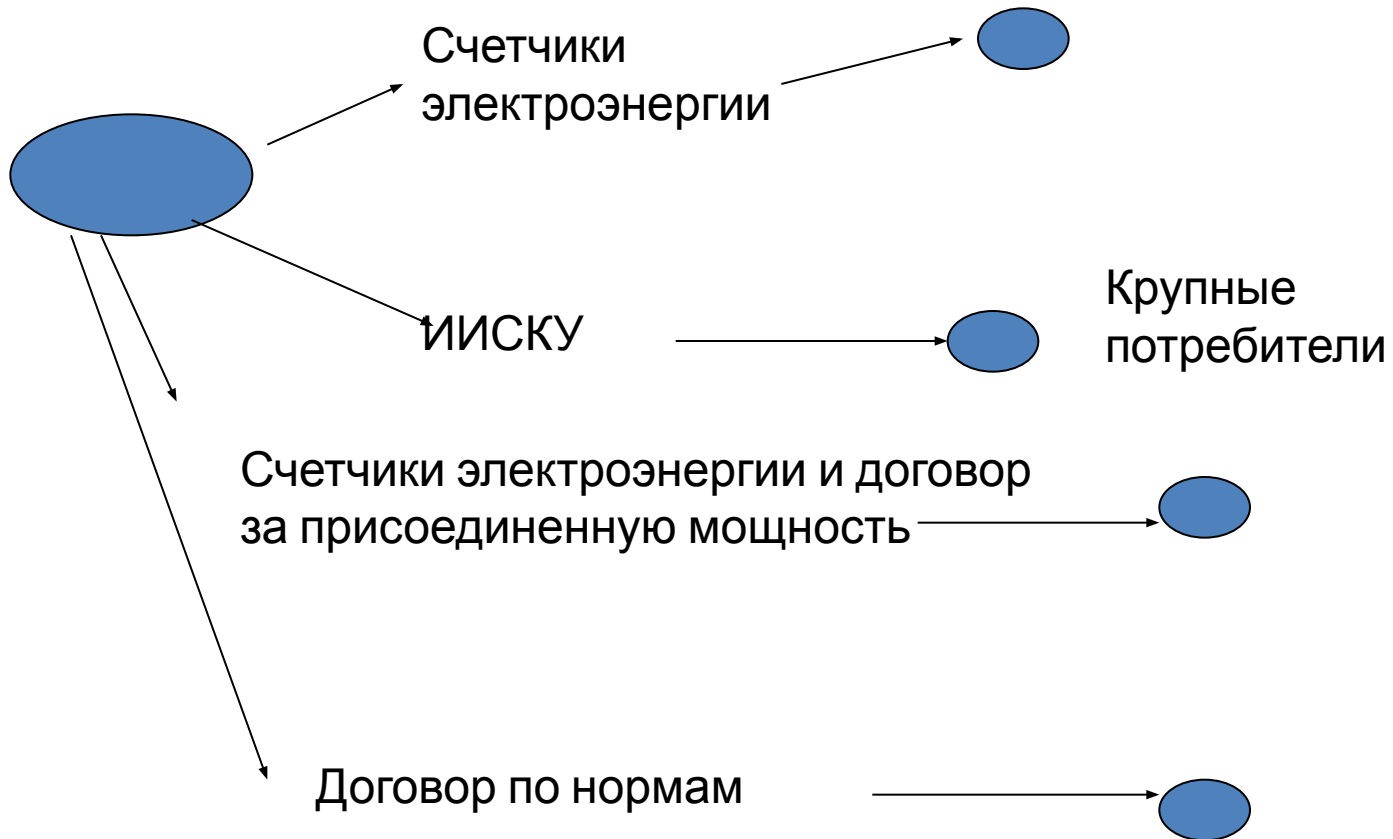 Счетчики
электроэнергии
ИИСКУ
Крупные
потребители
Счетчики электроэнергии и договор
за присоединенную мощность
Договор по нормам